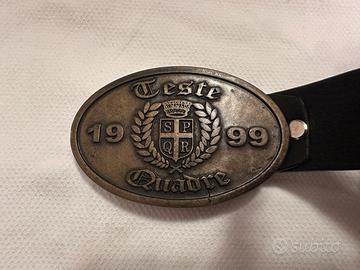 Teste
19 99
S P
Q R
Quadre
subito